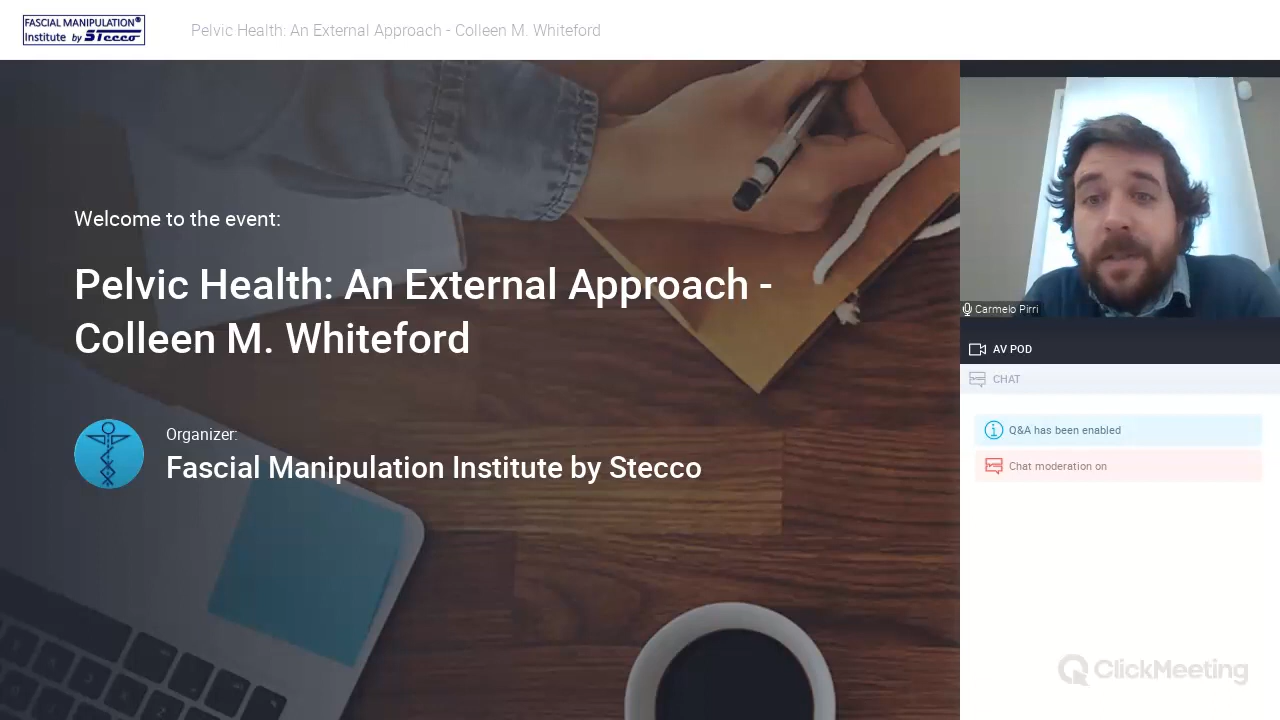 FASCIAL MANIPULATION®
Institute by Stecco
Pelvic Health: An External Approach - Colleen M. Whiteford
Welcome to the event:
Pelvic Health: An External Approach -
Colleen M. Whiteford
Organizer:
Fascial Manipulation Institute by Stecco
Carmelo Pirri
AV POD
CHAT
Q&A has been enabled
Chat moderation on
ClickMeeting